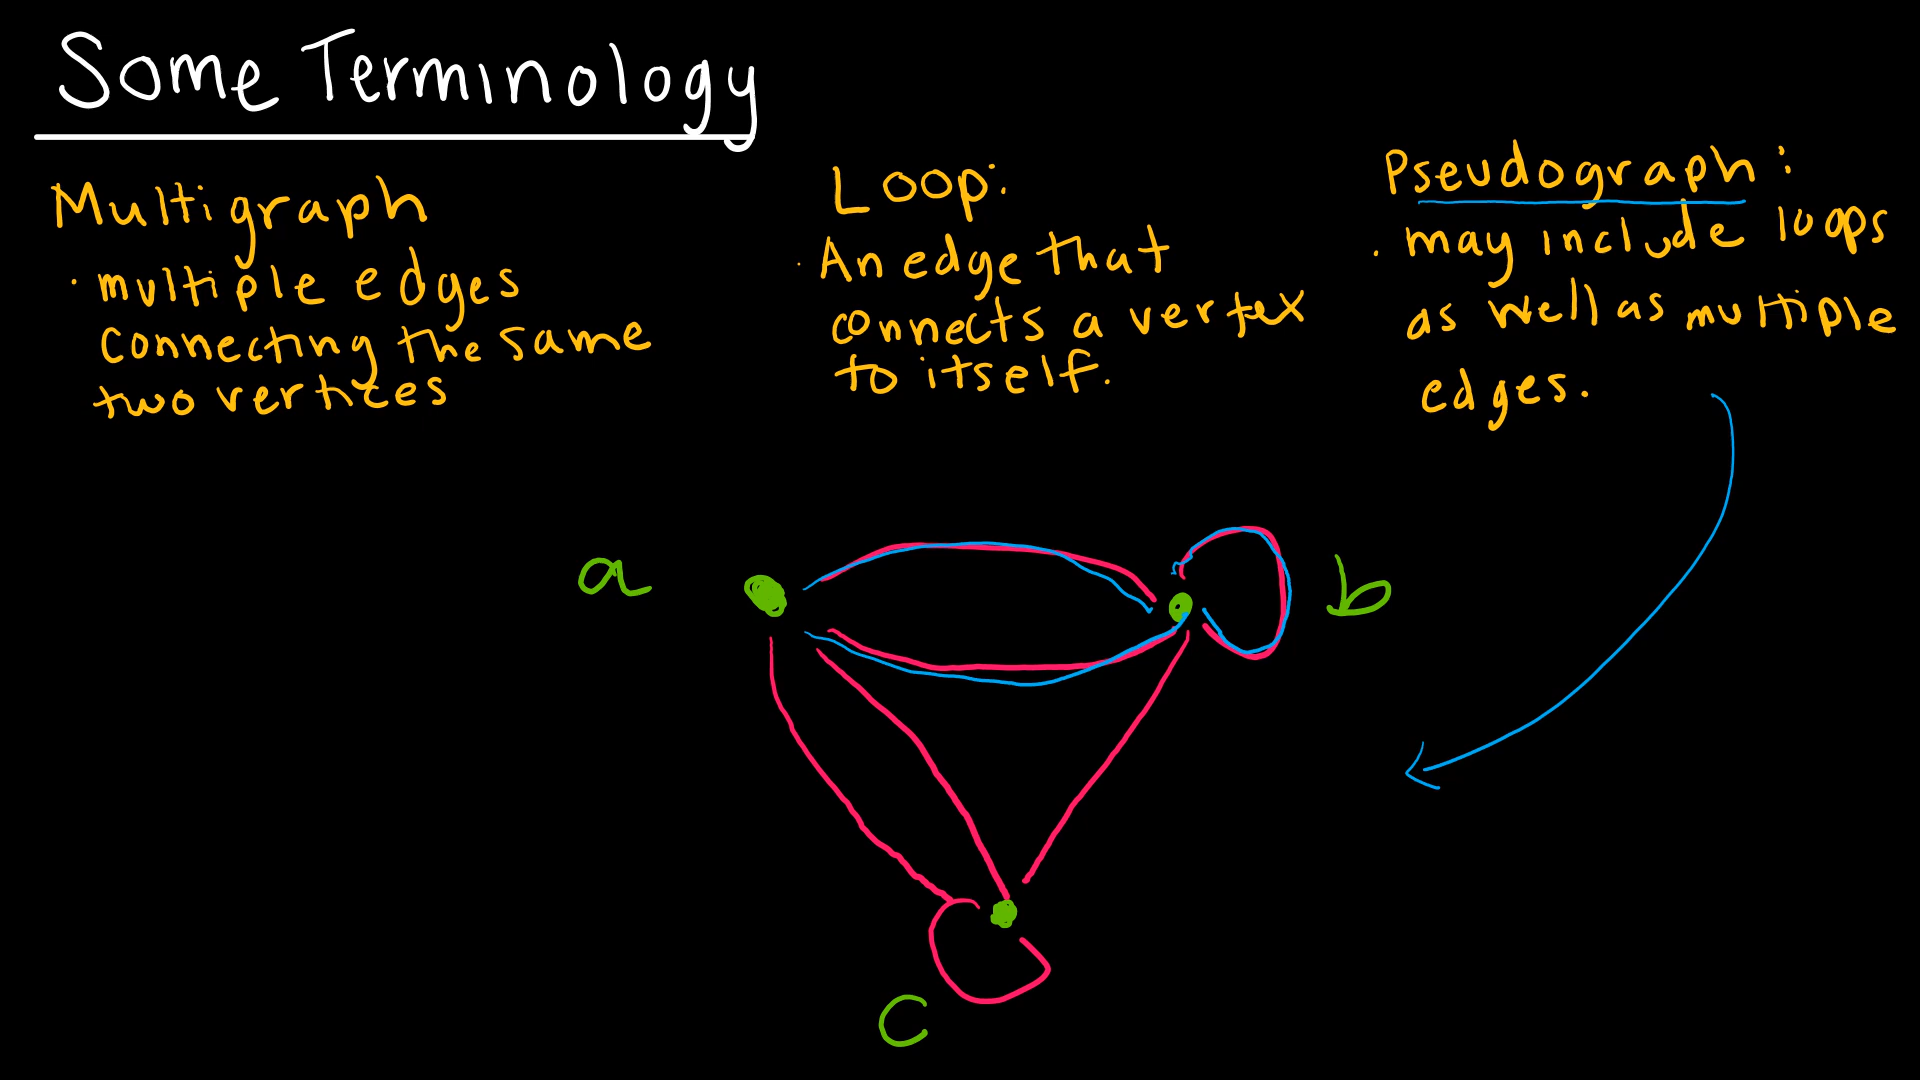 Some Terminology
Multigraph
· multiple edges
connecting the same
two vertices
Loop:
· An edge that
connects a vertex
to itself.
Pseudograph:
· may include loops
as well as multiple
edges.
a
b
c